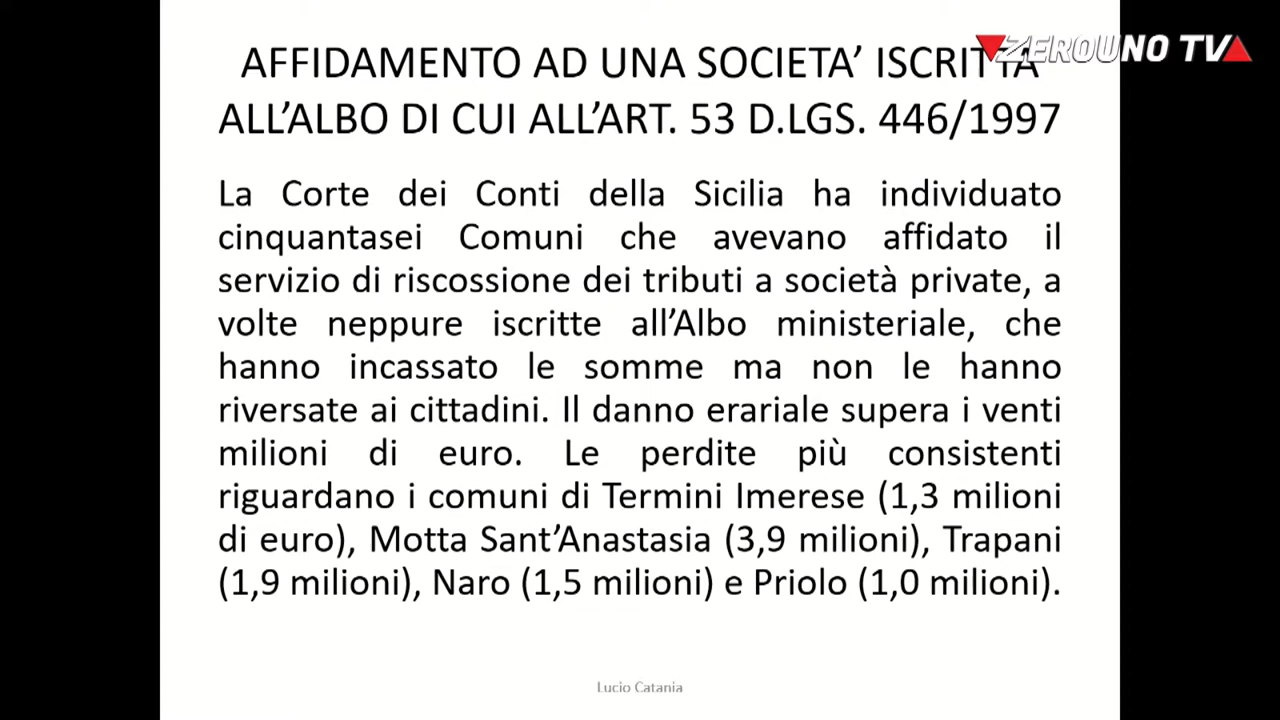 AFFIDAMENTO AD UNA SOCIETA’ ISCRITTA
ALL’ALBO DI CUI ALL’ART. 53 D.LGS. 446/1997
ZEROUNO TV
La Corte dei Conti della Sicilia ha individuato
cinquantasei Comuni che avevano affidato il
servizio di riscossione dei tributi a società private, a
volte neppure iscritte all’Albo ministeriale, che
hanno incassato le somme ma non le hanno
riversate ai cittadini. Il danno erariale supera i venti
milioni di euro. Le perdite più consistenti
riguardano i comuni di Termini Imerese (1,3 milioni
di euro), Motta Sant’Anastasia (3,9 milioni), Trapani
(1,9 milioni), Naro (1,5 milioni) e Priolo (1,0 milioni).
Lucio Catania